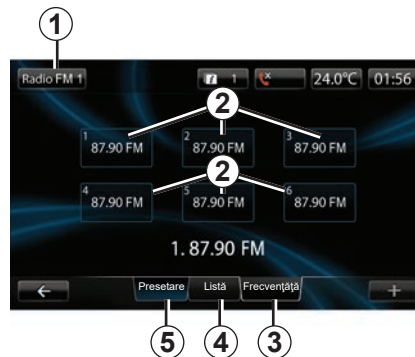 1
Radio FM 1
1
24.0°C
01:56
2
1 87.90 FM
2 87.90 FM
3 87.90 FM
2
4 87.90 FM
5 87.90 FM
6 87.90 FM
1. 87.90 FM
Presetare
Listă
Frecvenţăţă
+
5
4
3